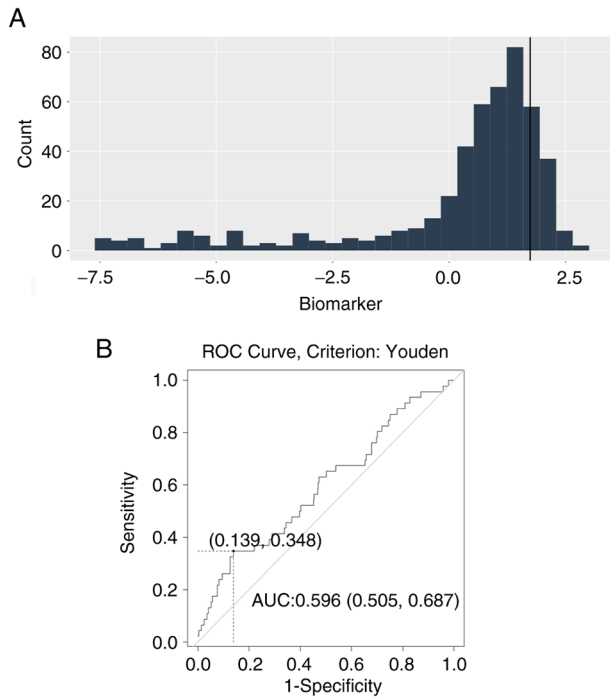 A
80
60
40
20
0
Count
−7.5
−5.0
−2.5
0.0
2.5
Biomarker
B
ROC Curve, Criterion: Youden
1.0
0.8
0.6
0.4
0.2
0.0
Sensitivity
(0.139, 0.348)
AUC:0.596 (0.505, 0.687)
0.0
0.2
0.4
0.6
0.8
1.0
1-Specificity